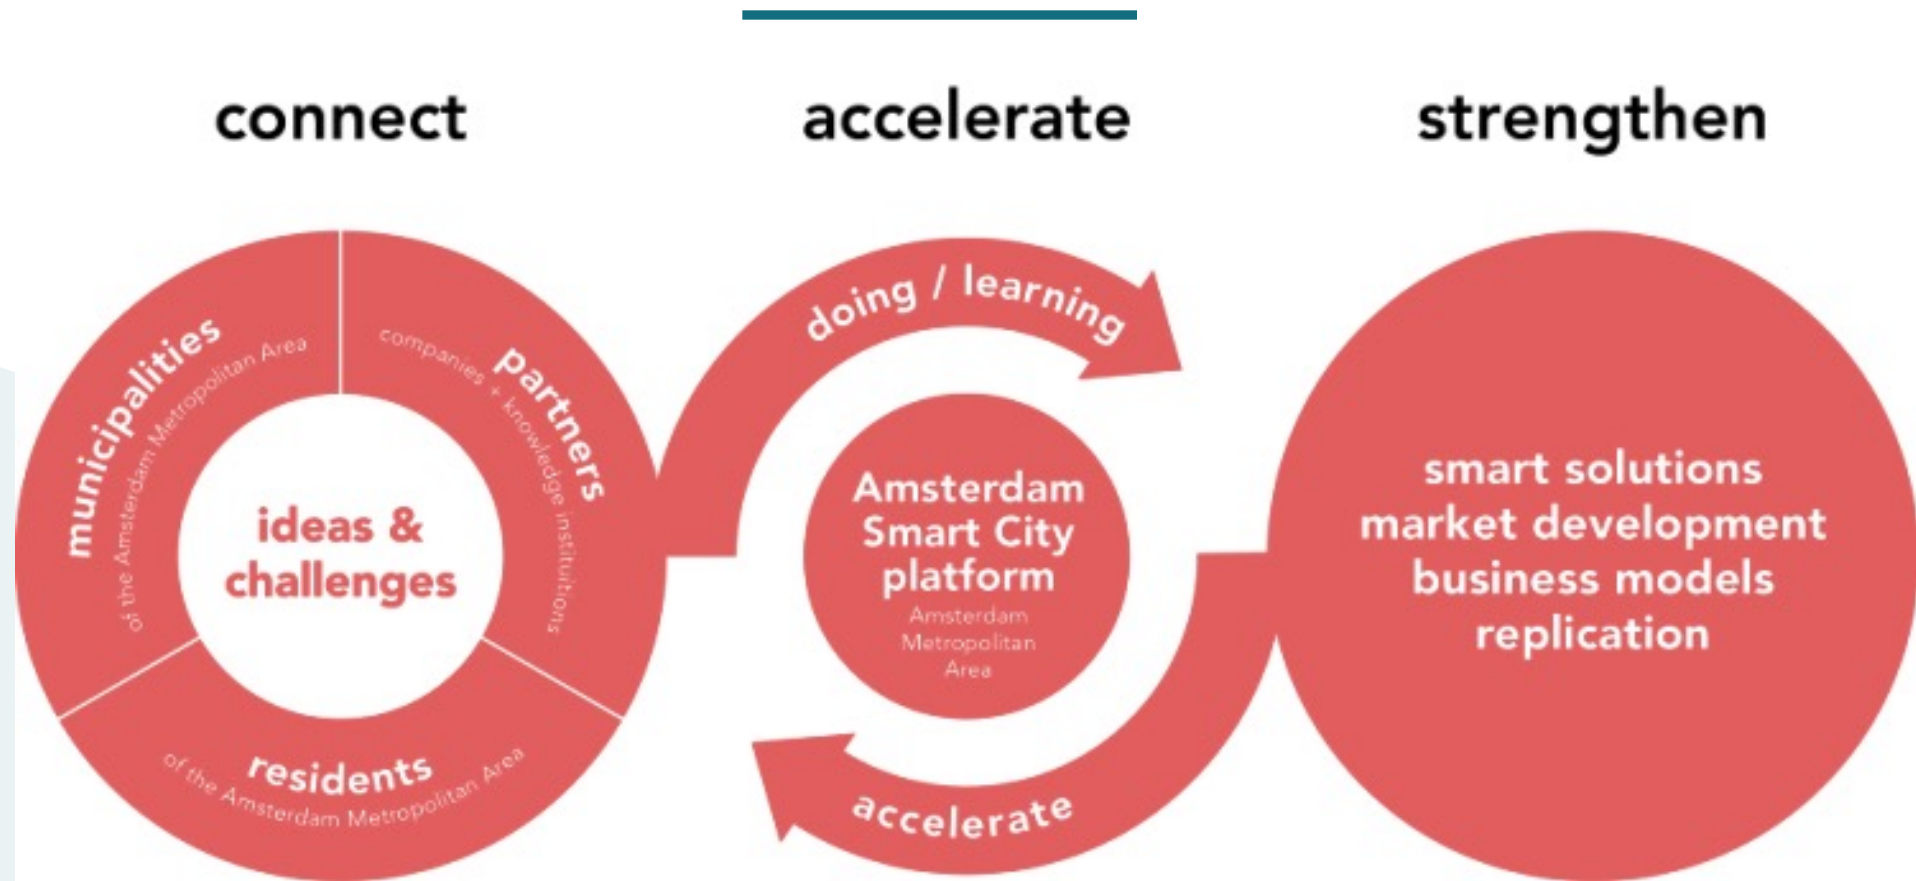 connect
accelerate
strengthen
municipalities
of the Amsterdam Metropolitan Area
partners
companies + knowledge instituitions
residents
of the Amsterdam Metropolitan Area
ideas &
challenges
doing / learning
Amsterdam
Smart City
platform
Amsterdam
Metropolitan
Area
accelerate
smart solutions
market development
business models
replication